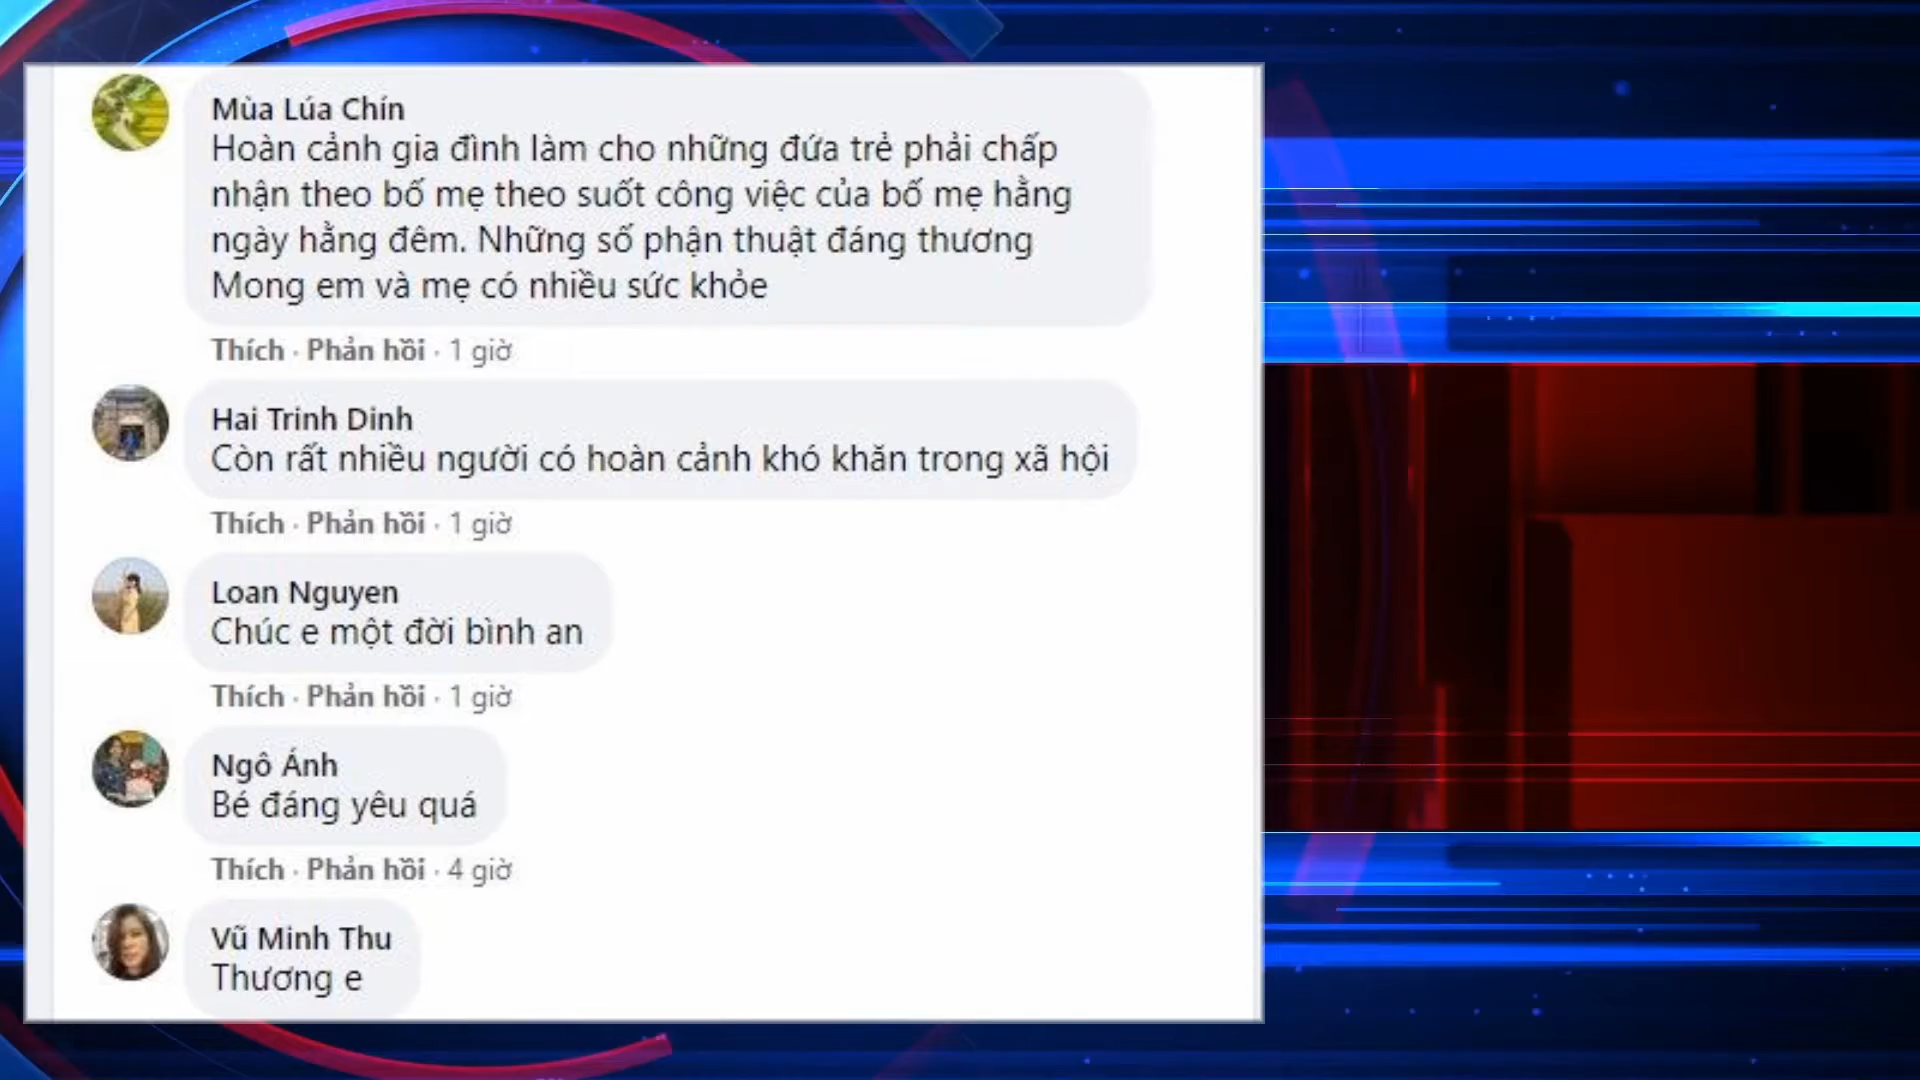 Mùa Lúa Chín
Hoàn cảnh gia đình làm cho những đứa trẻ phải chấp
nhận theo bố mẹ theo suốt công việc của bố mẹ hằng
ngày hằng đêm. Những số phận thuật đáng thương
Mong em và mẹ có nhiều sức khỏe
Thích · Phản hồi · 1 giờ
Hai Trinh Dinh
Còn rất nhiều người có hoàn cảnh khó khăn trong xã hội
Thích · Phản hồi · 1 giờ
Loan Nguyen
Chúc e một đời bình an
Thích · Phản hồi · 1 giờ
Ngô Ánh
Bé đáng yêu quá
Thích · Phản hồi · 4 giờ
Vũ Minh Thu
Thương e